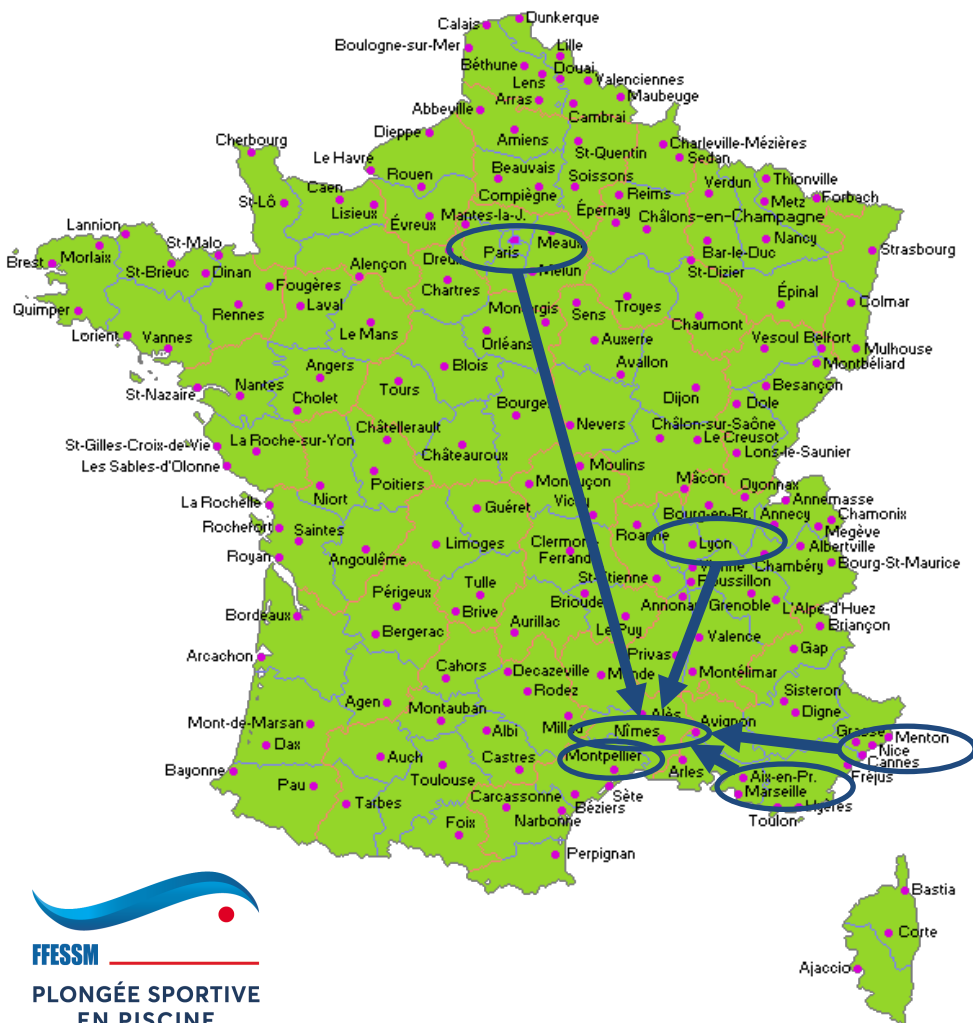 Dunkerque
Calais
Boulogne-sur-Mer
Lille
Béthune
Douai
Lens
Valenciennes
Arras
Maubeuge
Abbeville
Cambrai
Dieppe
Amiens
Charleville-Mézières
Cherbourg
St-Quentin
Sedan
Le Havre
Rouen
Beauvais
Soissons
Thionville
Caen
Compiègne
Reims
Verdun
Forbach
St-Lô
Lisieux
Metz
Évreux
Mantes-la-J.
Épernay
Châlons-en-Champagne
Lannion
St-Malo
Paris
Meaux
Nancy
Strasbourg
Brest
Morlaix
St-Brieuc
Dinan
Dreux
Bar-le-Duc
Alençon
Melun
St-Dizier
Fougères
Chartres
Épinal
Quimper
Rennes
Laval
Montargis
Sens
Troyes
Colmar
Lorient
Vannes
Le Mans
Orléans
Auxerre
Chaumont
Vesoul
Belfort
Mulhouse
Angers
Blois
Avallon
Montbéliard
St-Nazaire
Nantes
Cholet
Tours
Dijon
Besançon
Bourges
Dole
St-Gilles-Croix-de-Vie
La Roche-sur-Yon
Châtellerault
Nevers
Châlon-sur-Saône
Le Creusot
Les Sables-d'Olonne
Châteauroux
Lons-le-Saunier
Poitiers
Moulins
Niort
Montluçon
Mâcon
Oyonnax
La Rochelle
Guéret
Vichy
Bourg-en-Br.
Annecy
Annemasse
Chamonix
Rochefort
Saintes
Roanne
Megève
Royan
Angoulême
Limoges
Clermont
Ferrand
Lyon
Albertville
Vienne
Chambéry
Bourg-St-Maurice
Périgueux
Tulle
St-Étienne
Roussillon
Bordeaux
Brive
Brioude
Annonay
Grenoble
L'Alpe-d'Huez
Bergerac
Aurillac
Le Puy
Valence
Briançon
Arcachon
Privas
Gap
Cahors
Decazeville
Mende
Montélimar
Agen
Rodez
Sisteron
Mont-de-Marsan
Montauban
Millau
Alès
Avignon
Digne
Dax
Albi
Nîmes
Grasse
Menton
Nice
Auch
Castres
Montpellier
Arles
Cannes
Bayonne
Pau
Toulouse
Aix-en-Pr.
Fréjus
Tarbes
Carcassonne
Sète
Marseille
Béziers
Hyères
Foix
Narbonne
Toulon
Perpignan
Bastia
Corte
Ajaccio
FFESSM
PLONGÉE SPORTIVE
EN PISCINE